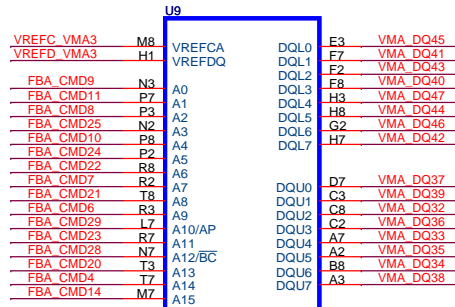 U9
VREFC_VMA3 M8 VREFCA DQL0 E3 VMA_DQ45
VREFD_VMA3 H1 VREFDQ DQL1 F7 VMA_DQ41
DQL2 F2 VMA_DQ43
FBA_CMD9 N3 A0 DQL3 F8 VMA_DQ40
FBA_CMD11 P7 A1 DQL4 H3 VMA_DQ47
FBA_CMD8 P3 A2 DQL5 H8 VMA_DQ44
FBA_CMD25 N2 A3 DQL6 G2 VMA_DQ46
FBA_CMD10 P8 A4 DQL7 H7 VMA_DQ42
FBA_CMD24 P2 A5
FBA_CMD22 R8 A6
FBA_CMD7 R2 A7 DQU0 D7 VMA_DQ37
FBA_CMD21 T8 A8 DQU1 C3 VMA_DQ39
FBA_CMD6 R3 A9 DQU2 C8 VMA_DQ32
FBA_CMD29 L7 A10/AP DQU3 C2 VMA_DQ36
FBA_CMD23 R7 A11 DQU4 A7 VMA_DQ33
FBA_CMD28 N7 A12/BC DQU5 A2 VMA_DQ35
FBA_CMD20 T3 A13 DQU6 B8 VMA_DQ34
FBA_CMD4 T7 A14 DQU7 A3 VMA_DQ38
FBA_CMD14 M7 A15